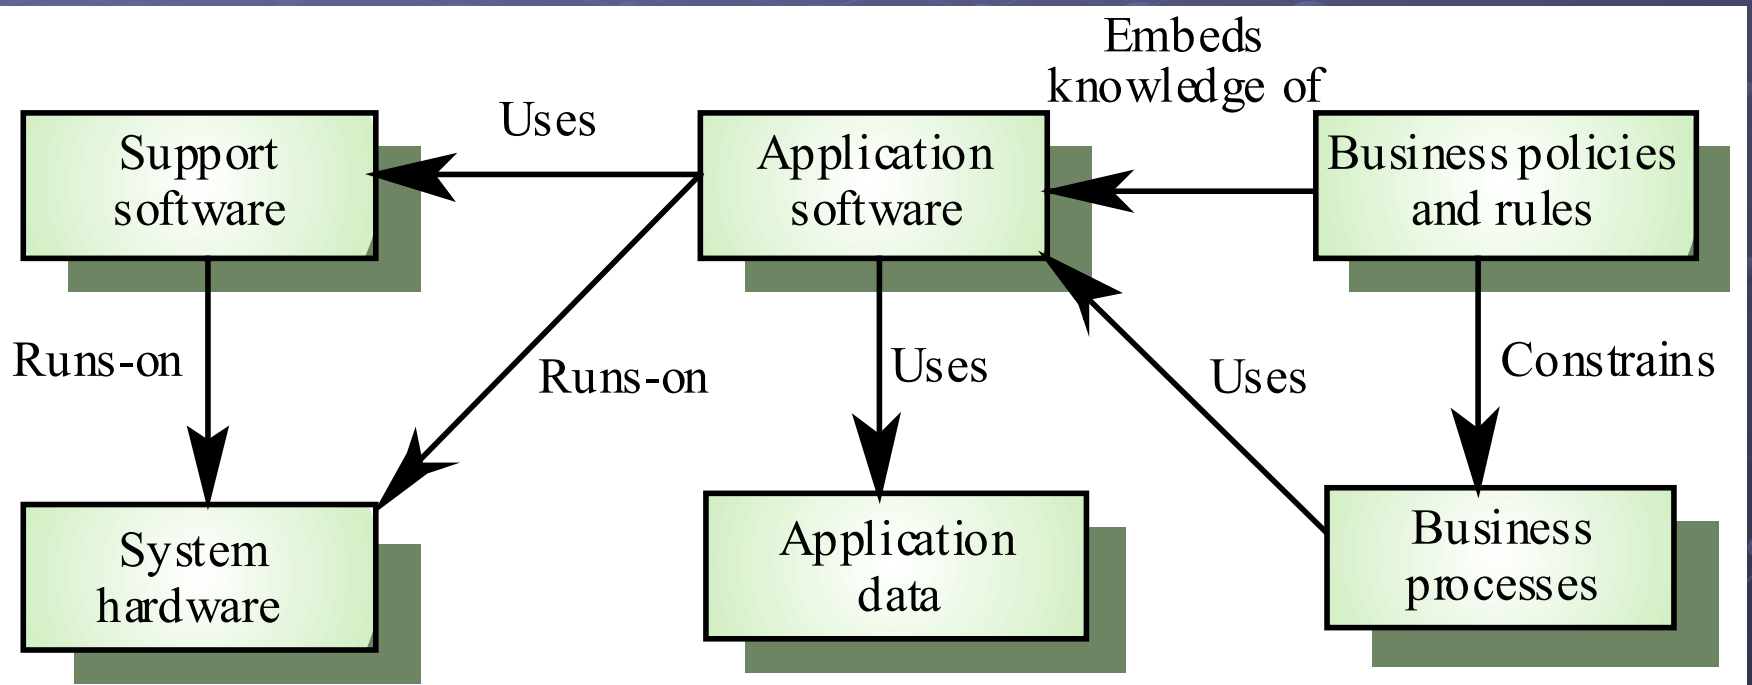 Embeds
knowledge of
Uses
Support
software
Application
software
Business policies
and rules
Runs-on
Runs-on
Uses
Uses
Constrains
System
hardware
Application
data
Business
processes